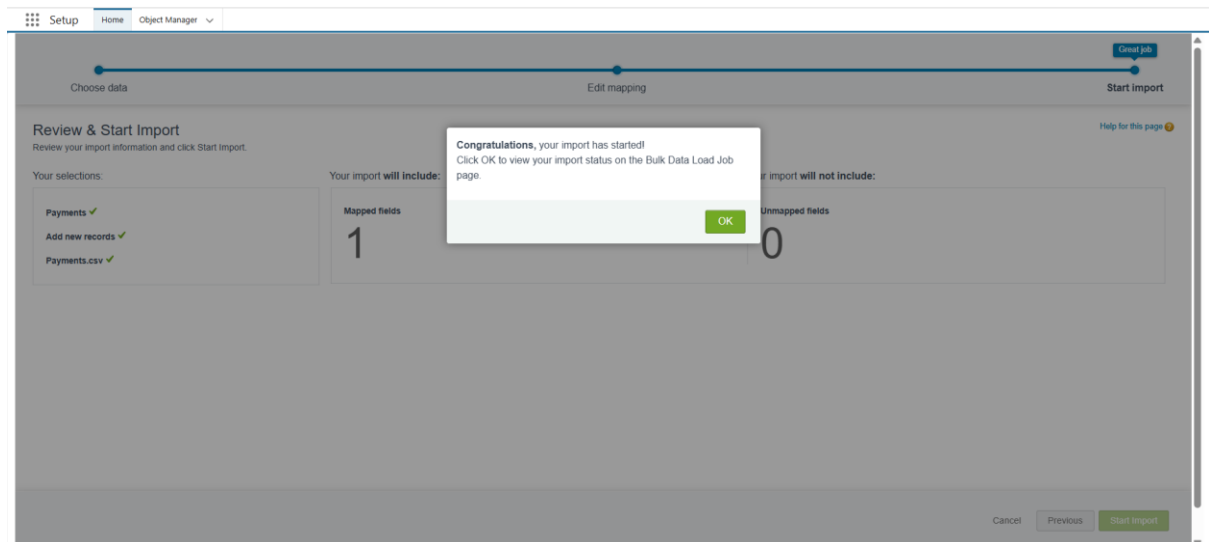 Setup Home Object Manager
Great job
Choose data Edit mapping Start import
Review & Start Import
Help for this page
Review your import information and click Start Import.
Your selections:
Your import will include:
r import will not include:
Payments
Add new records
Payments.csv
Mapped fields
1
Unmapped fields
0
Congratulations, your import has started!
Click OK to view your import status on the Bulk Data Load Job
page.
OK
Cancel Previous Start Import